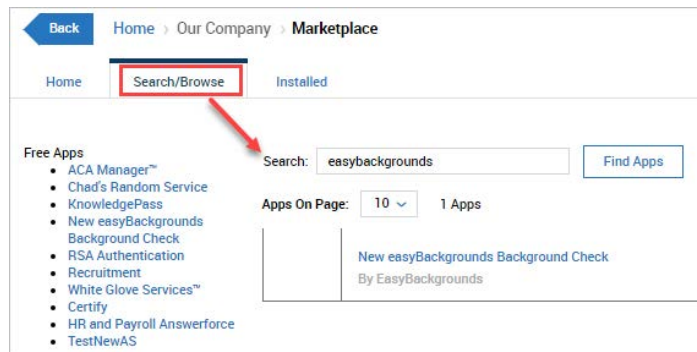 Back Home > Our Company > Marketplace
Home Search/Browse Installed
Free Apps
• ACA Manager™
• Chad's Random Service
• KnowledgePass
• New easyBackgrounds
Background Check
• RSA Authentication
• Recruitment
• White Glove Services™
• Certify
• HR and Payroll Answerforce
• TestNewAS
Search: easybackgrounds Find Apps
Apps On Page: 10 1 Apps
New easyBackgrounds Background Check
By EasyBackgrounds